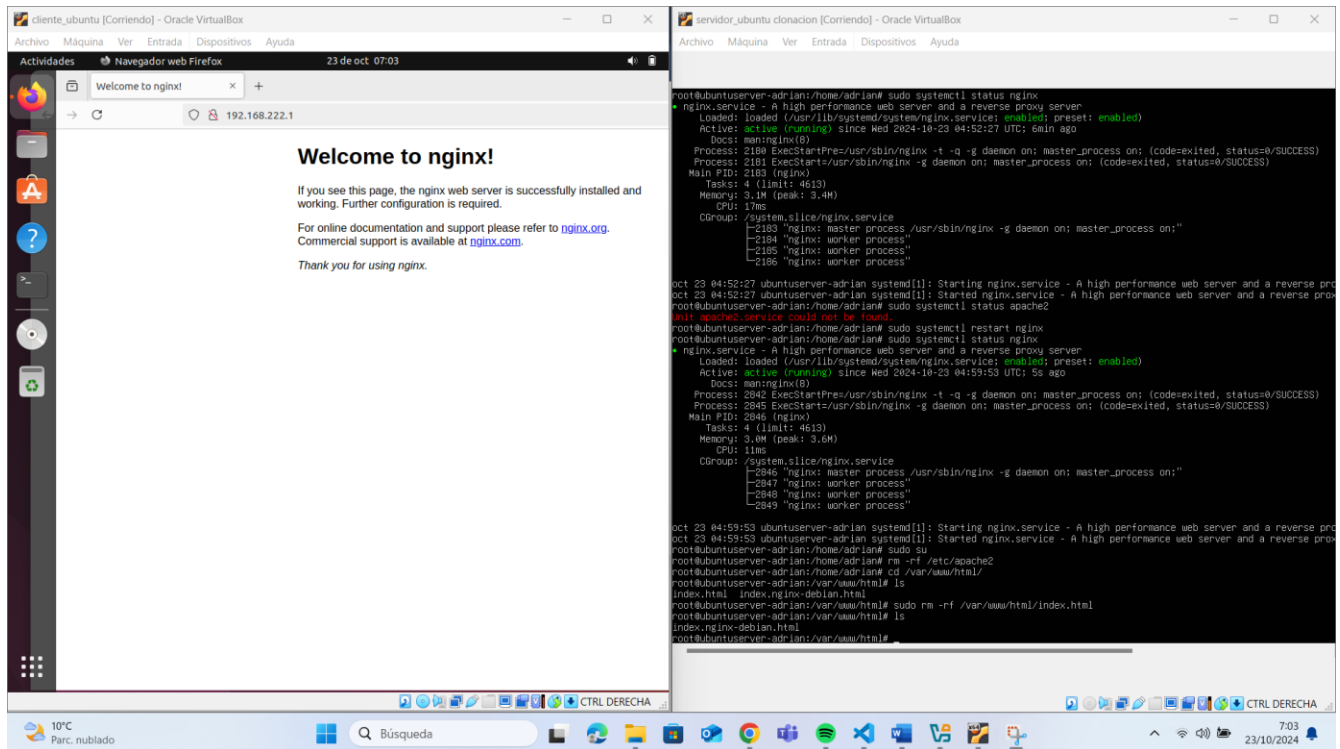 cliente_ubuntu [Corriendo] - Oracle VirtualBox
Archivo Máquina Ver Entrada Dispositivos Ayuda
Actividades Navegador web Firefox 23 de oct 07:03
Welcome to nginx!
192.168.222.1
Welcome to nginx!
If you see this page, the nginx web server is successfully installed and
working. Further configuration is required.
For online documentation and support please refer to nginx.org.
Commercial support is available at nginx.com.
Thank you for using nginx.
CTRL DERECHA
servidor_ubuntu clonacion [Corriendo] - Oracle VirtualBox
Archivo Máquina Ver Entrada Dispositivos Ayuda
root@ubuntuserver-adrian:/home/adrian# sudo systemctl status nginx
● nginx.service - A high performance web server and a reverse proxy server
Loaded: loaded (/usr/lib/systemd/system/nginx.service; enabled; preset: enabled)
Active: active (running) since Wed 2024-10-23 04:52:27 UTC; 6min ago
Docs: man:nginx(8)
Process: 2180 ExecStartPre=/usr/sbin/nginx -t -q -g daemon on; master_process on; (code=exited, status=0/SUCCESS)
Process: 2181 ExecStart=/usr/sbin/nginx -g daemon on; master_process on; (code=exited, status=0/SUCCESS)
Main PID: 2183 (nginx)
Tasks: 4 (limit: 4613)
Memory: 3.1M (peak: 3.4M)
CPU: 17ms
CGroup: /system.slice/nginx.service
├─2183 "nginx: master process /usr/sbin/nginx -g daemon on; master_process on;"
├─2184 "nginx: worker process"
├─2185 "nginx: worker process"
└─2186 "nginx: worker process"
oct 23 04:52:27 ubuntuserver-adrian systemd[1]: Starting nginx.service - A high performance web server and a reverse pro
oct 23 04:52:27 ubuntuserver-adrian systemd[1]: Started nginx.service - A high performance web server and a reverse prox
root@ubuntuserver-adrian:/home/adrian# sudo systemctl status apache2
Unit apache2.service could not be found.
root@ubuntuserver-adrian:/home/adrian# sudo systemctl restart nginx
root@ubuntuserver-adrian:/home/adrian# sudo systemctl status nginx
● nginx.service - A high performance web server and a reverse proxy server
Loaded: loaded (/usr/lib/systemd/system/nginx.service; enabled; preset: enabled)
Active: active (running) since Wed 2024-10-23 04:59:53 UTC; 5s ago
Docs: man:nginx(8)
Process: 2842 ExecStartPre=/usr/sbin/nginx -t -q -g daemon on; master_process on; (code=exited, status=0/SUCCESS)
Process: 2845 ExecStart=/usr/sbin/nginx -g daemon on; master_process on; (code=exited, status=0/SUCCESS)
Main PID: 2846 (nginx)
Tasks: 4 (limit: 4613)
Memory: 3.0M (peak: 3.6M)
CPU: 11ms
CGroup: /system.slice/nginx.service
├─2846 "nginx: master process /usr/sbin/nginx -g daemon on; master_process on;"
├─2847 "nginx: worker process"
├─2848 "nginx: worker process"
└─2849 "nginx: worker process"
oct 23 04:59:53 ubuntuserver-adrian systemd[1]: Starting nginx.service - A high performance web server and a reverse pro
oct 23 04:59:53 ubuntuserver-adrian systemd[1]: Started nginx.service - A high performance web server and a reverse prox
root@ubuntuserver-adrian:/home/adrian# sudo su
root@ubuntuserver-adrian:/home/adrian# rm -rf /etc/apache2
root@ubuntuserver-adrian:/home/adrian# cd /var/www/html/
root@ubuntuserver-adrian:/var/www/html# ls
index.html index.nginx-debian.html
root@ubuntuserver-adrian:/var/www/html# sudo rm -rf /var/www/html/index.html
root@ubuntuserver-adrian:/var/www/html# ls
index.nginx-debian.html
root@ubuntuserver-adrian:/var/www/html# _
CTRL DERECHA
10°C
Parc. nublado
Búsqueda
7:03
23/10/2024